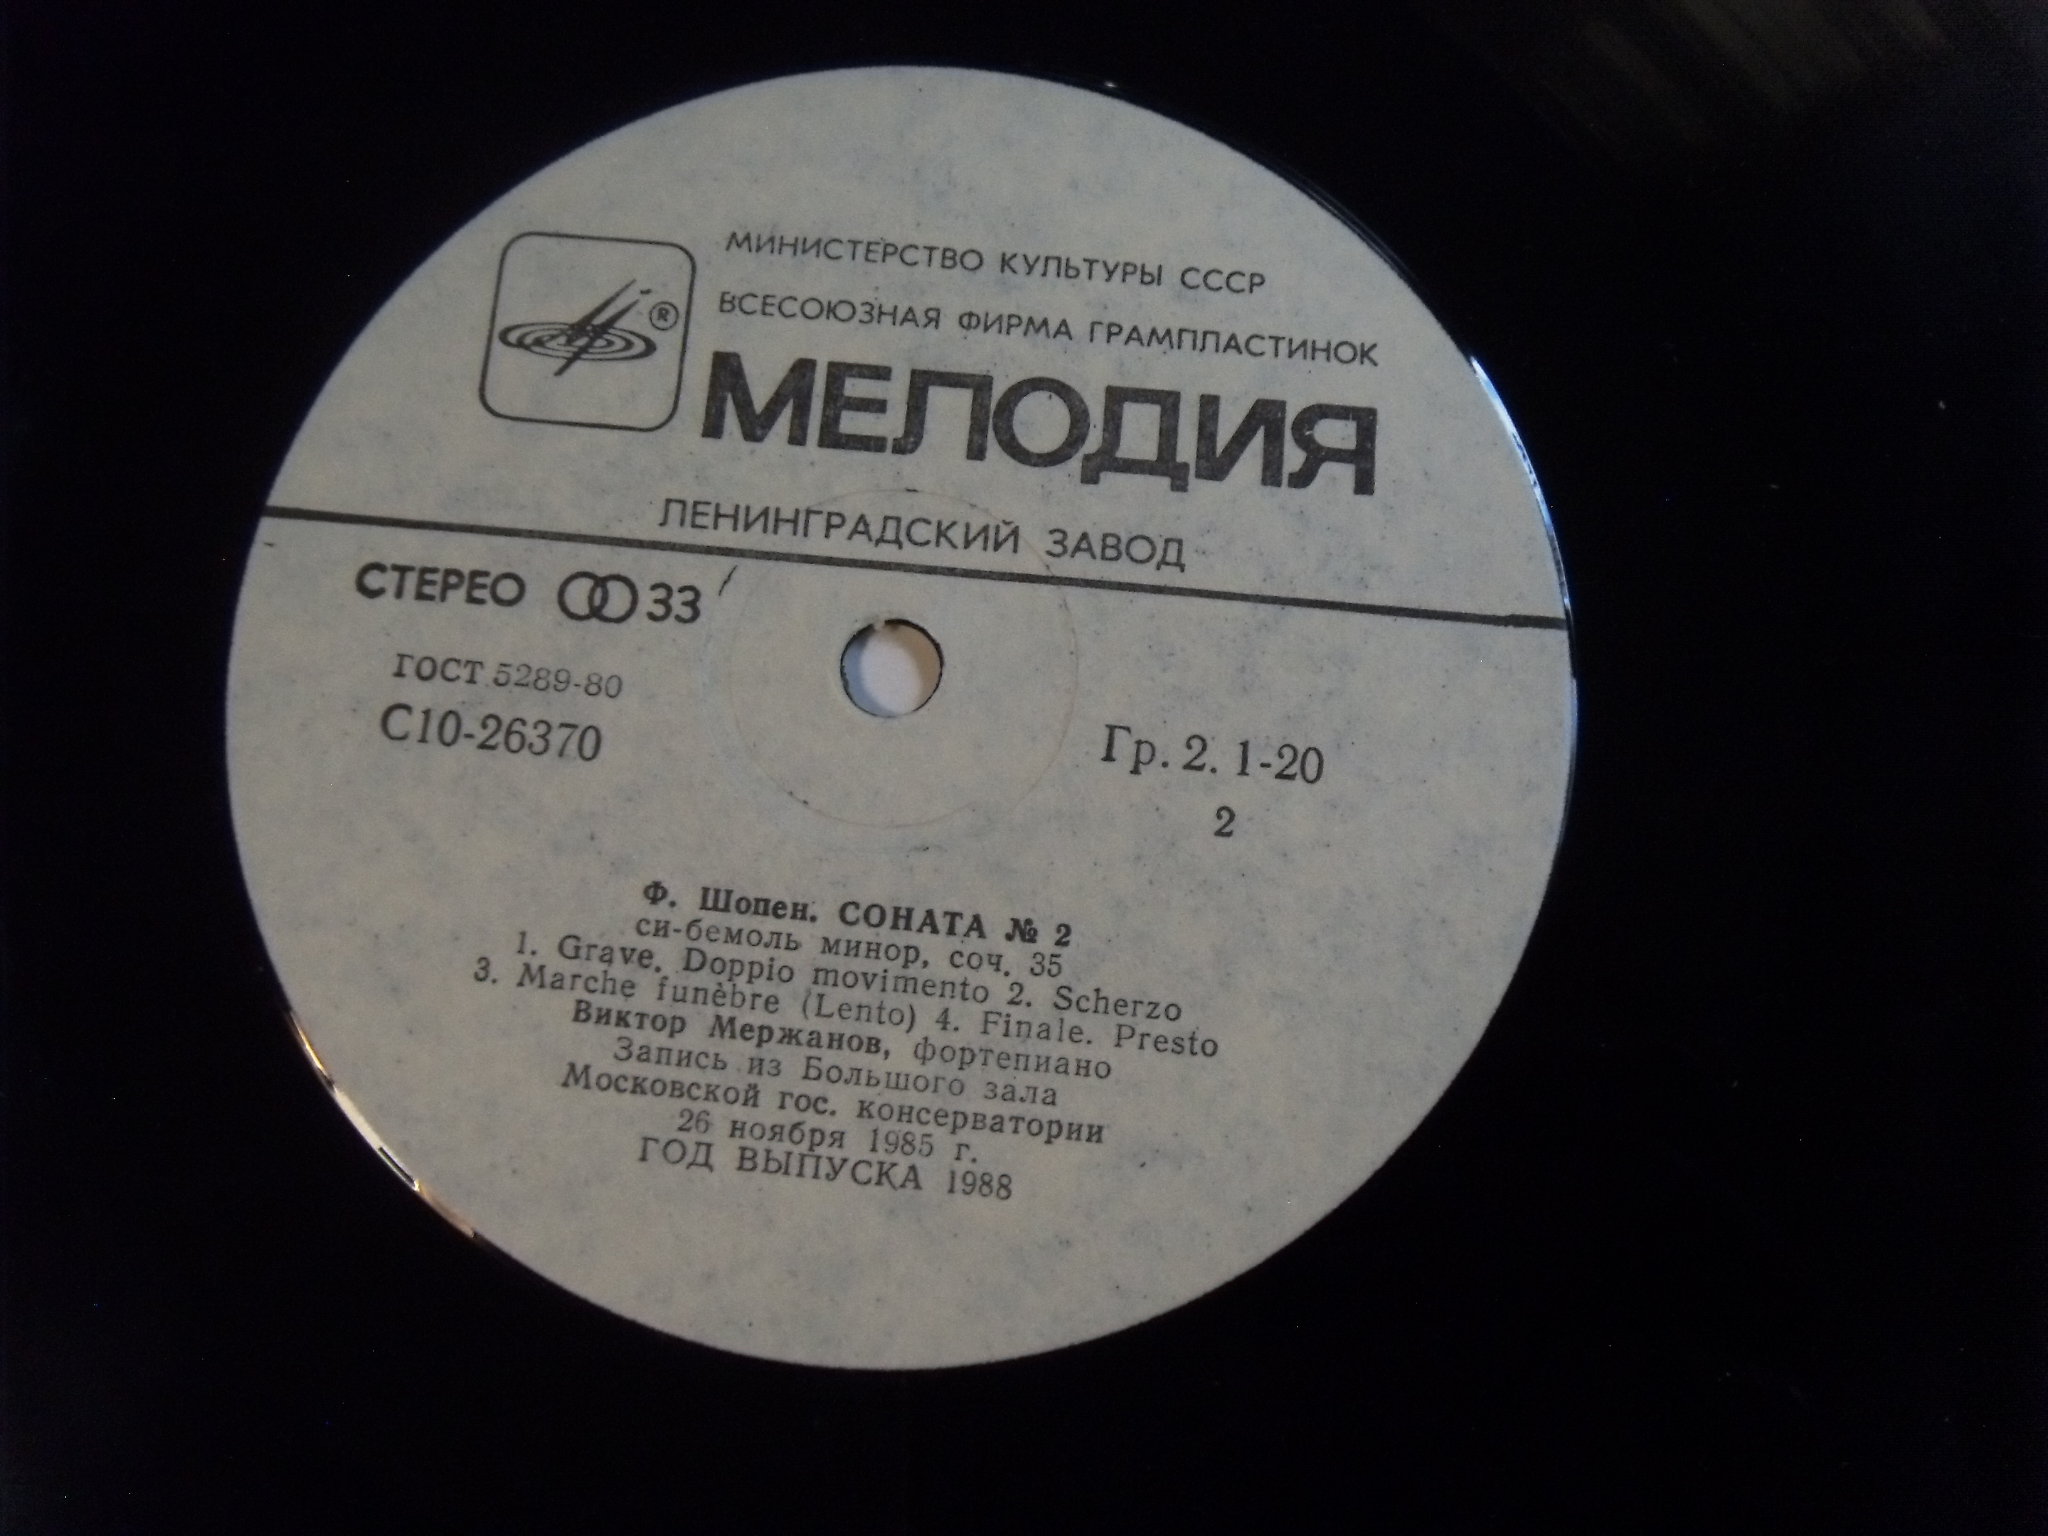 МИНИСТЕРСТВО КУЛЬТУРЫ СССР
ВСЕСОЮЗНАЯ ФИРМА ГРАМПЛАСТИНОК
®
МЕЛОДИЯ
ЛЕНИНГРАДСКИЙ ЗАВОД
СТЕРЕО 33
ГОСТ 5289-80
С10-26370
Гр. 2. 1-20
2
Ф. Шопен. СОНАТА № 2
си-бемоль минор, соч. 35
1. Grave. Doppio movimento 2. Scherzo
3. Marche funèbre (Lento) 4. Finale. Presto
Виктор Мержанов, фортепиано
Запись из Большого зала
Московской гос. консерватории
26 ноября 1985 г.
ГОД ВЫПУСКА 1988